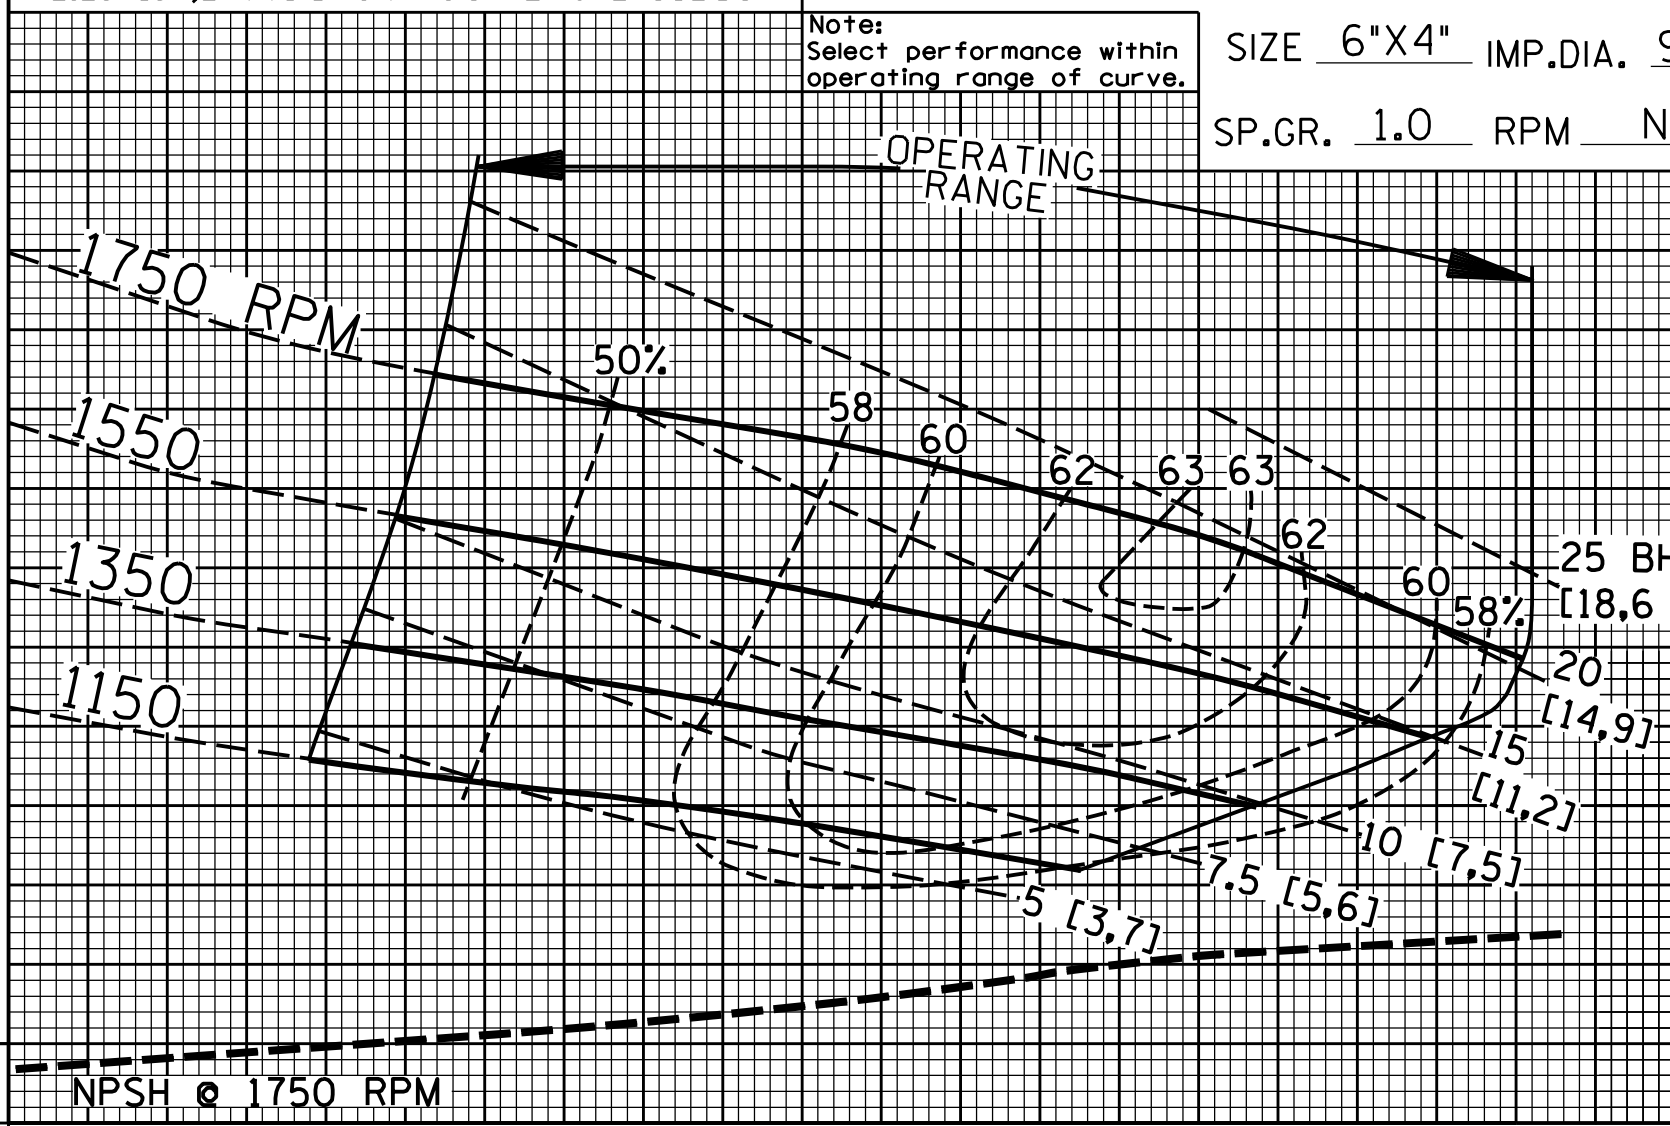 Note:
Select performance within
operating range of curve.
SIZE 6"X4" IMP.DIA.
SP.GR. 1.0 RPM N
OPERATING
RANGE
1750 RPM
50%
58
60
62
63
63
62
60
58%
1550
1350
1150
25 BH
[18,6
20
[14,9]
15
[11,2]
10 [7,5]
7.5 [5,6]
5 [3,7]
NPSH @ 1750 RPM